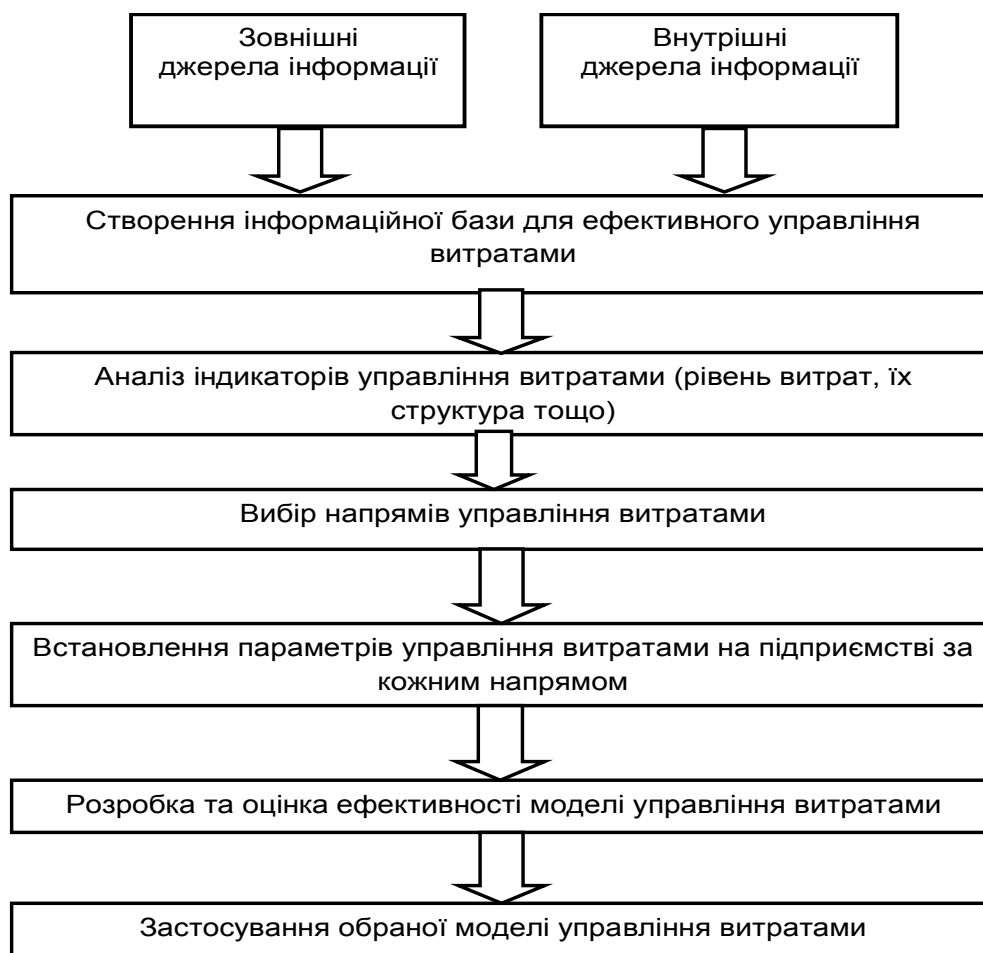 Зовнішні
джерела інформації
Внутрішні
джерела інформації
Створення інформаційної бази для ефективного управління
витратами
Аналіз індикаторів управління витратами (рівень витрат, їх
структура тощо)
Вибір напрямів управління витратами
Встановлення параметрів управління витратами на підприємстві за
кожним напрямом
Розробка та оцінка ефективності моделі управління витратами
Застосування обраної моделі управління витратами